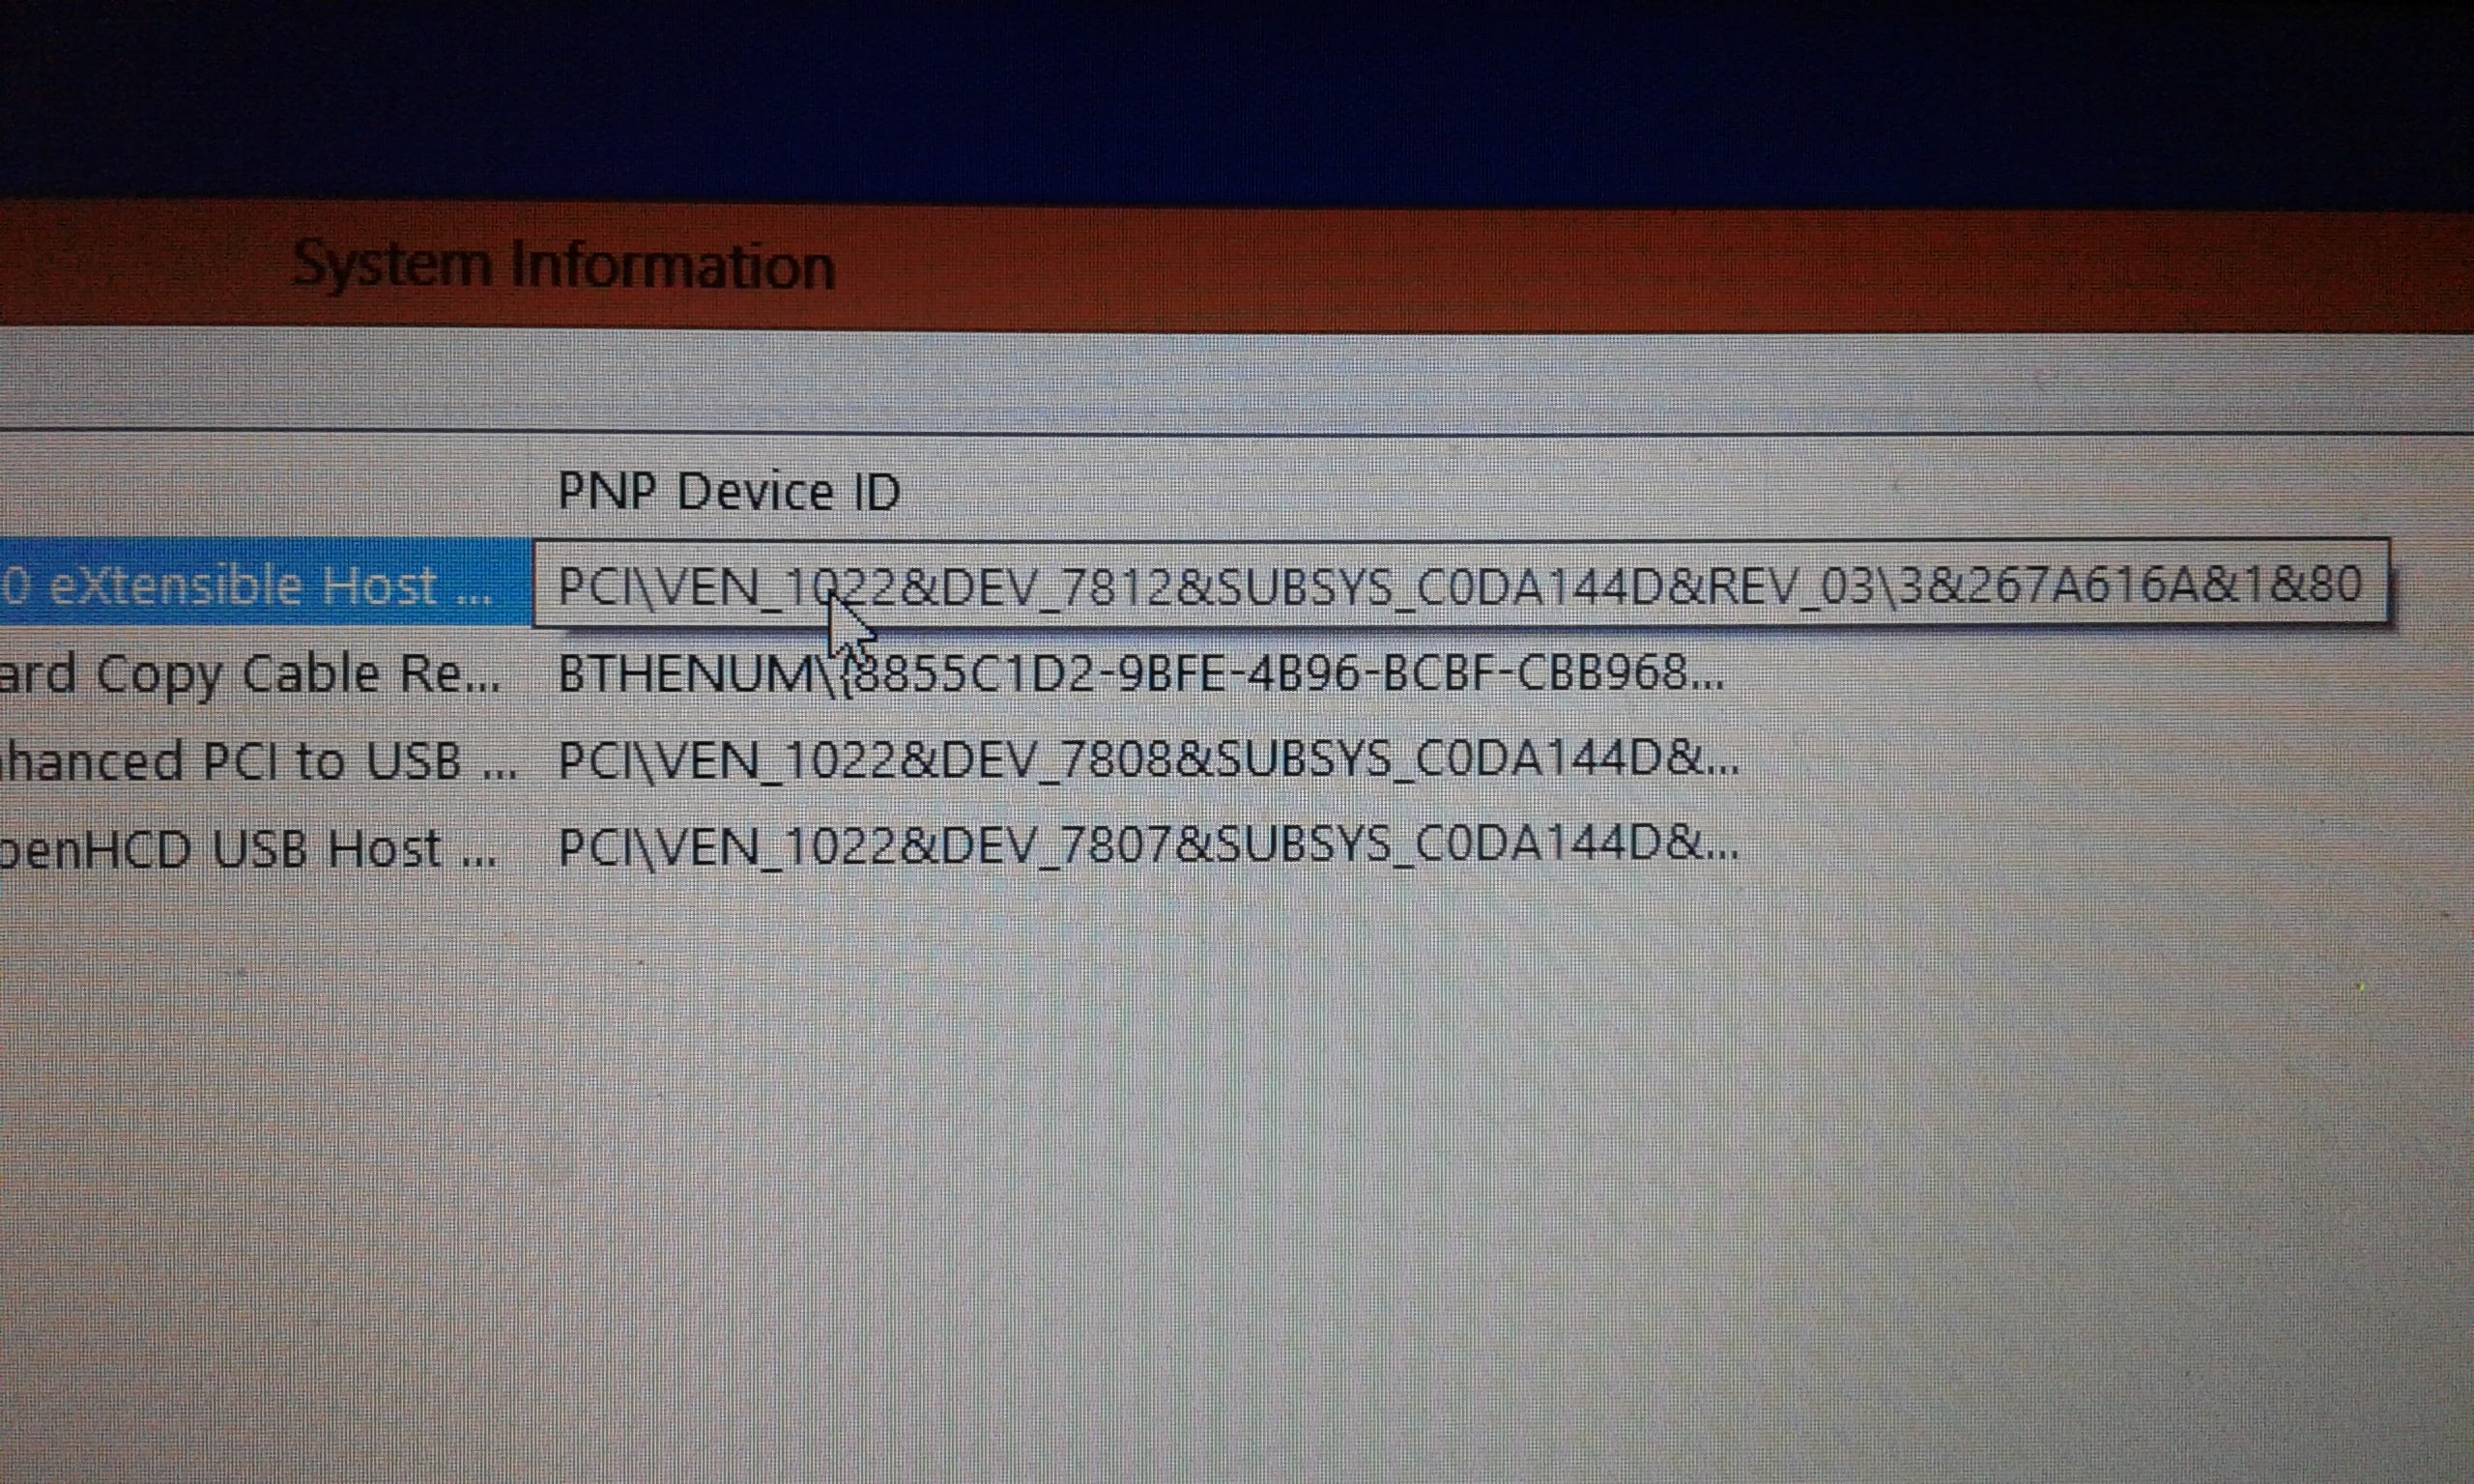 System Information
PNP Device ID
0 eXtensible Host ... PCI\VEN_1022&DEV_7812&SUBSYS_C0DA144D&REV_03\3&267A616A&1&80
ard Copy Cable Re... BTHENUM\{8855C1D2-9BFE-4B96-BCBF-CBB968...
hanced PCI to USB ... PCI\VEN_1022&DEV_7808&SUBSYS_C0DA144D&...
penHCD USB Host ... PCI\VEN_1022&DEV_7807&SUBSYS_C0DA144D&...